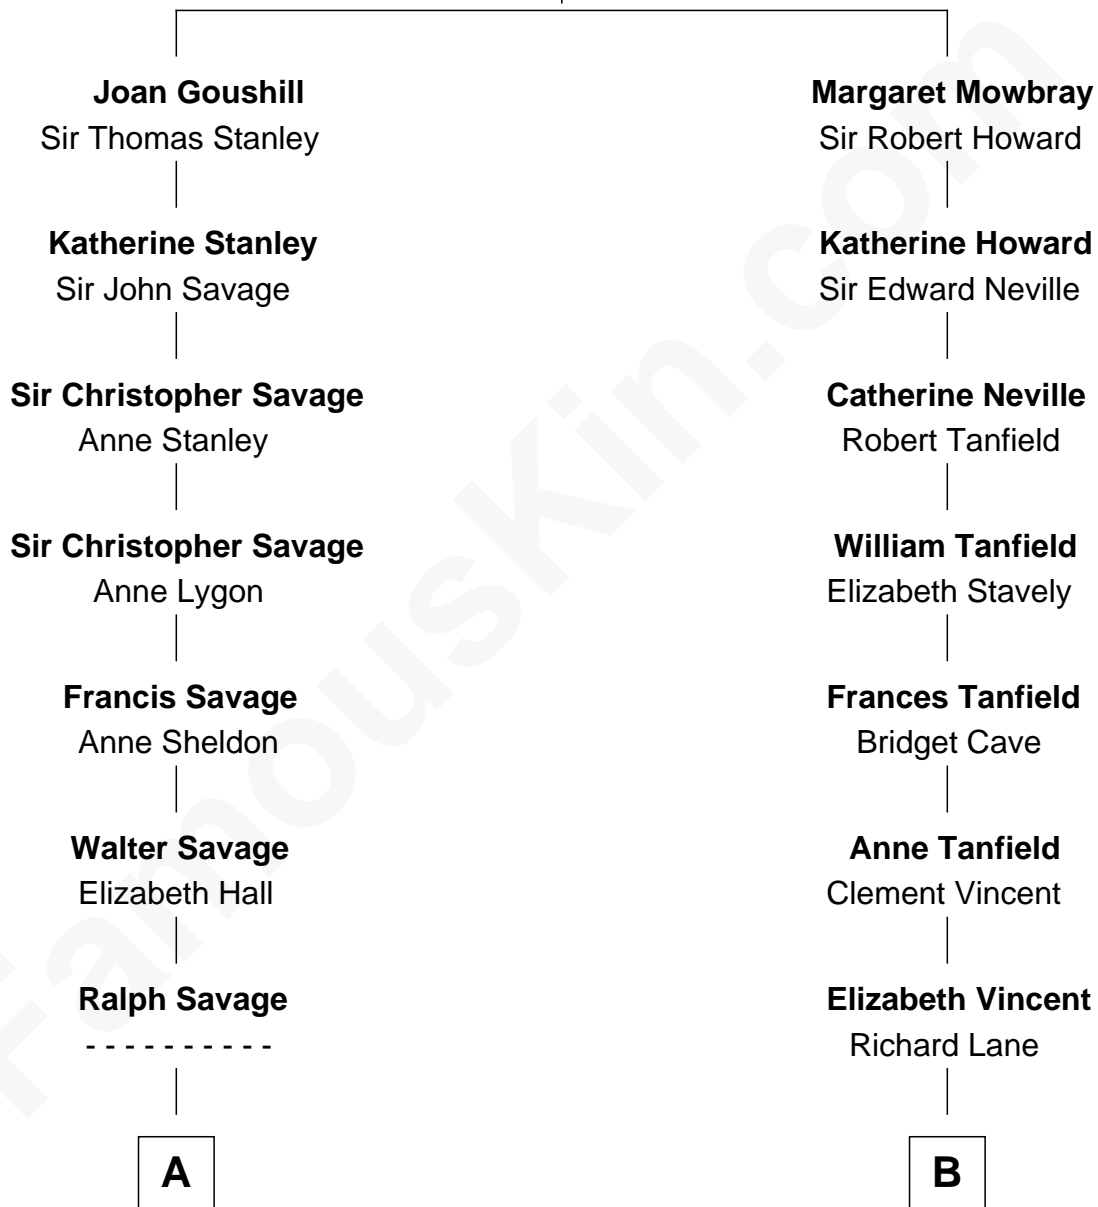 Joan Goushill
Sir Thomas Stanley
Katherine Stanley
Sir John Savage
Sir Christopher Savage
Anne Stanley
Sir Christopher Savage
Anne Lygon
Francis Savage
Anne Sheldon
Walter Savage
Elizabeth Hall
Ralph Savage
- - - - - - - - - -
A
Margaret Mowbray
Sir Robert Howard
Katherine Howard
Sir Edward Neville
Catherine Neville
Robert Tanfield
William Tanfield
Elizabeth Stavely
Frances Tanfield
Bridget Cave
Anne Tanfield
Clement Vincent
Elizabeth Vincent
Richard Lane
B
FamousKin.com